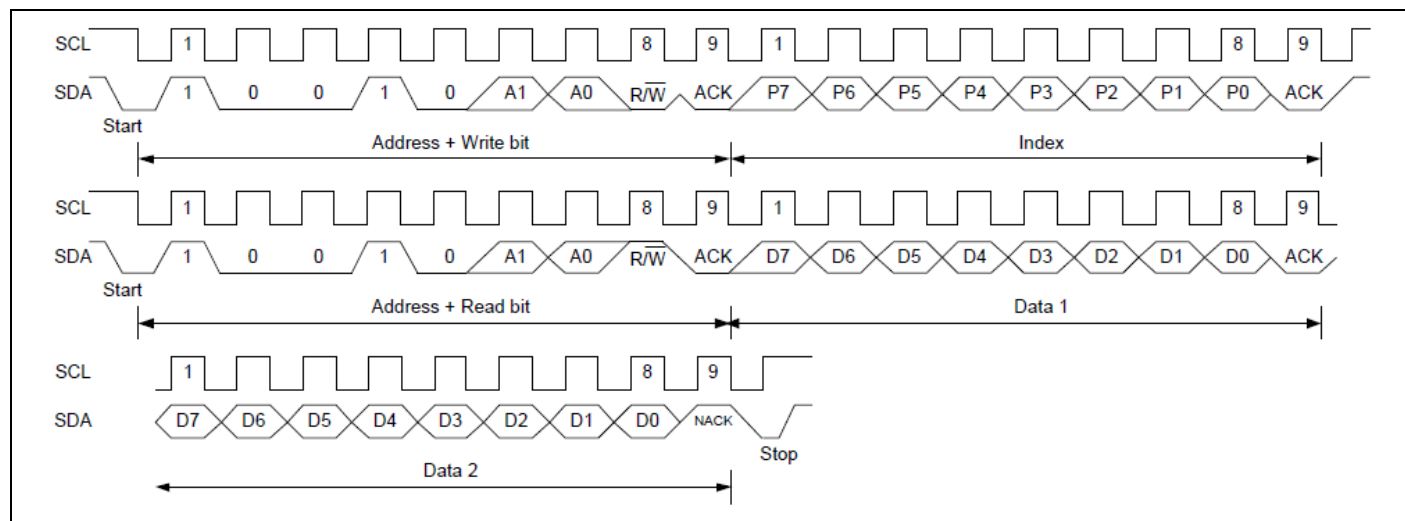 SCL 1 8 9 1 8 9
SDA 1 0 0 1 0 A1 A0 R/W̅ ACK P7 P6 P5 P4 P3 P2 P1 P0 ACK
Start
Address + Write bit Index
SCL 1 8 9 1 8 9
SDA 1 0 0 1 0 A1 A0 R/W̅ ACK D7 D6 D5 D4 D3 D2 D1 D0 ACK
Start
Address + Read bit Data 1
SCL 1 8 9
SDA D7 D6 D5 D4 D3 D2 D1 D0 NACK
Stop
Data 2